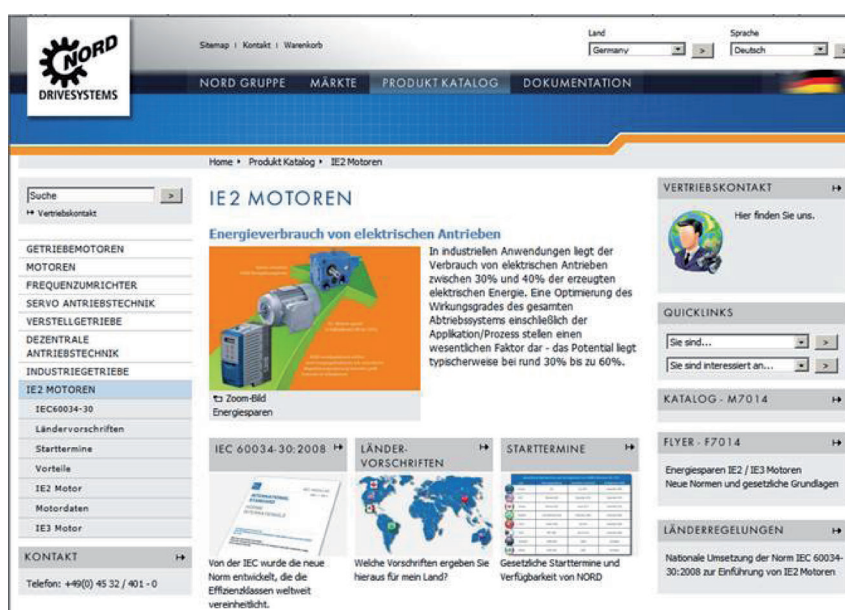 NORD
DRIVESYSTEMS
Sitemap | Kontakt | Warenkorb
Land
Germany
>
Sprache
Deutsch
>
NORD GRUPPE
MÄRKTE
PRODUKT KATALOG
DOKUMENTATION
Home
Produkt Katalog
IE2 Motoren
Suche
>
Vertriebskontakt
GETRIEBEMOTOREN
MOTOREN
FREQUENZUMRICHTER
SERVO ANTRIEBSTECHNIK
VERSTELLGETRIEBE
DEZENTRALE
ANTRIEBSTECHNIK
INDUSTRIEGETRIEBE
IE2 MOTOREN
IEC60034-30
Ländervorschriften
Starttermine
Vorteile
IE2 Motor
Motordaten
IE3 Motor
KONTAKT
Telefon: +49(0) 45 32 / 401 - 0
IE2 MOTOREN
Energieverbrauch von elektrischen Antrieben
In industriellen Anwendungen liegt der
Verbrauch von elektrischen Antrieben
zwischen 30% und 40% der erzeugten
elektrischen Energie. Eine Optimierung des
Wirkungsgrades des gesamten
Abtriebssystems einschließlich der
Applikation/Prozess stellen einen
wesentlichen Faktor dar - das Potential liegt
typischerweise bei rund 30% bis zu 60%.
Zoom-Bild
Energiesparen
IEC 60034-30:2008
INTERNATIONAL
STANDARD
NORME
INTERNATIONALE
Von der IEC wurde die neue
Norm entwickelt, die die
Effizienzklassen weltweit
vereinheitlicht.
LÄNDER-
VORSCHRIFTEN
Welche Vorschriften ergeben Sie
hieraus für mein Land?
STARTTERMINE
Gesetzliche Starttermine und
Verfügbarkeit von NORD
VERTRIEBSKONTAKT
Hier finden Sie uns.
QUICKLINKS
Sie sind...
>
Sie sind interessiert an...
>
KATALOG - M7014
FLYER - F7014
Energiesparen IE2 / IE3 Motoren
Neue Normen und gesetzliche Grundlagen
LÄNDERREGELUNGEN
Nationale Umsetzung der Norm IEC 60034-
30:2008 zur Einführung von IE2 Motoren